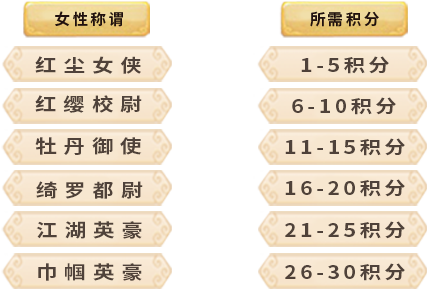 女性称谓 所需积分
红尘女侠 1-5积分
红缨校尉 6-10积分
牡丹御使 11-15积分
绮罗都尉 16-20积分
江湖英豪 21-25积分
巾帼英豪 26-30积分